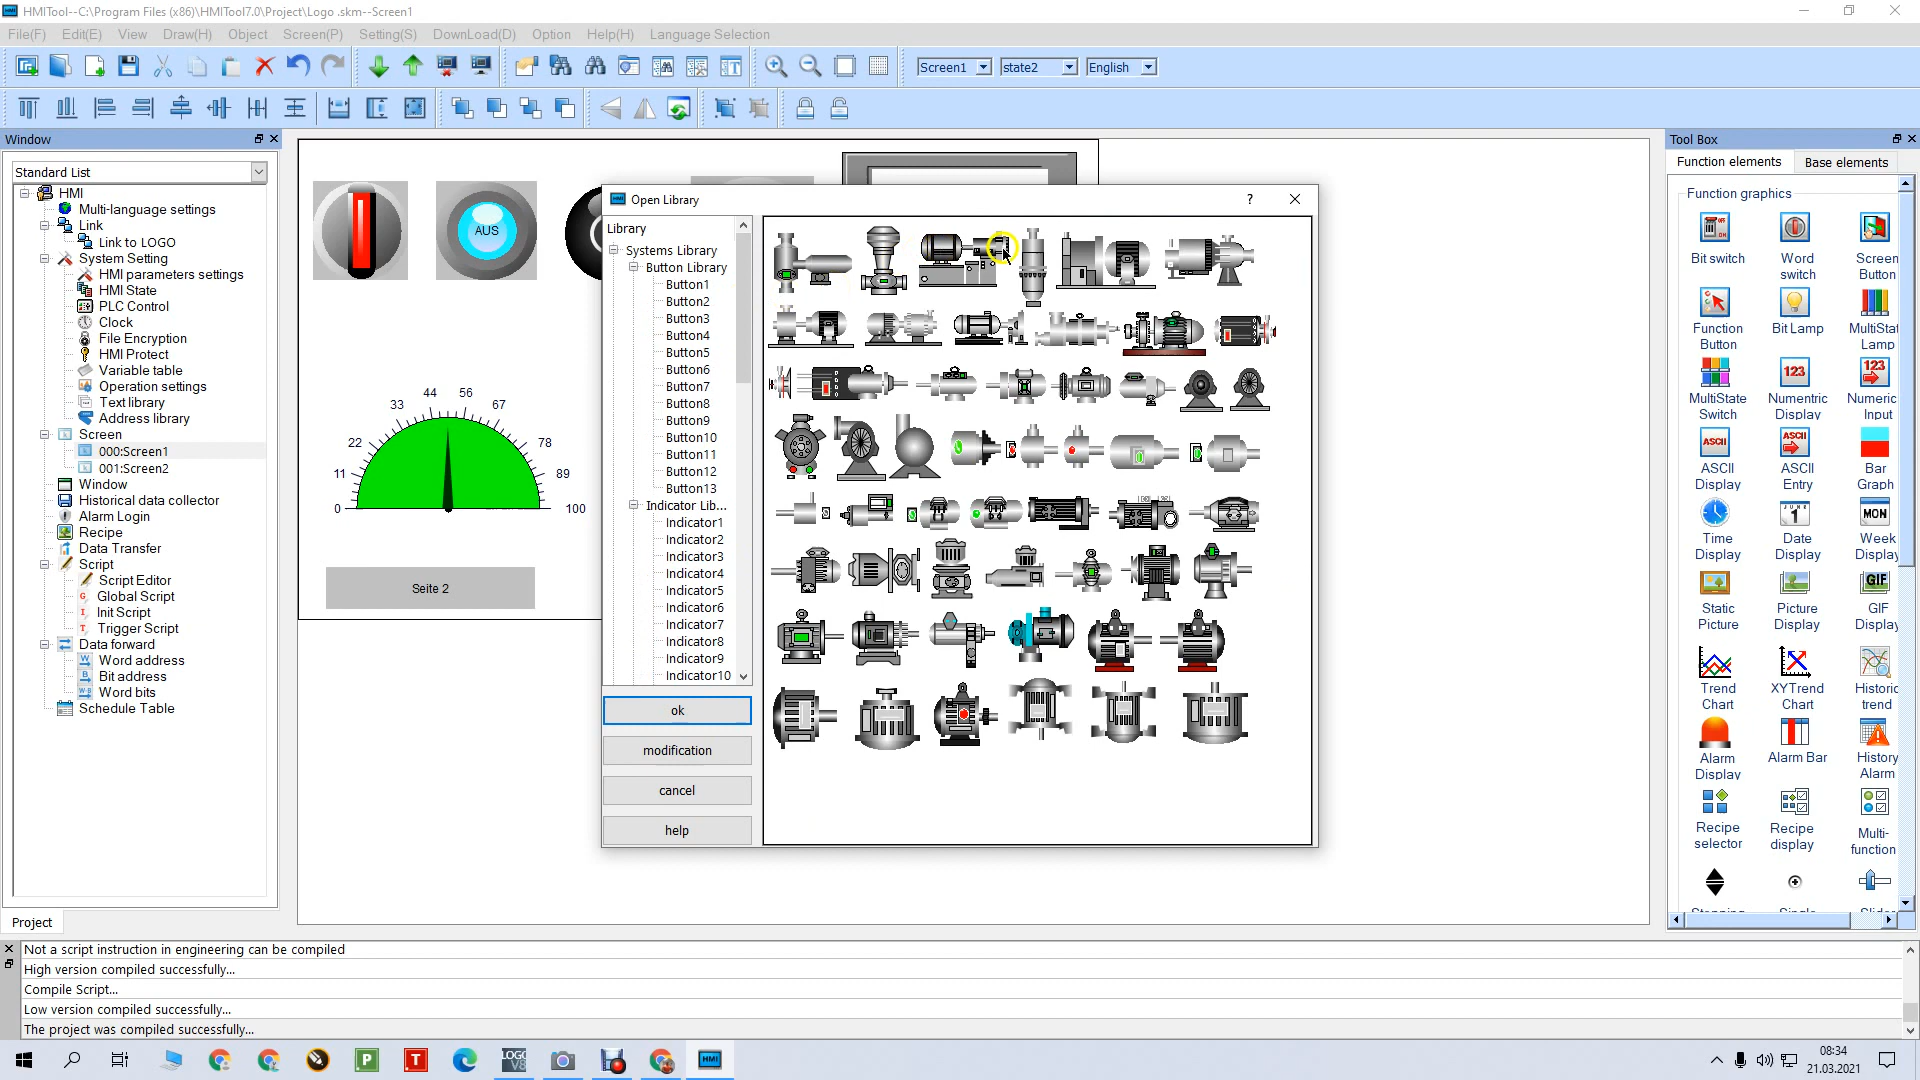 HMITool--C:\Program Files (x86)\HMITool7.0\Project\Logo .skm--Screen1
File(F) Edit(E) View Draw(H) Object Screen(P) Setting(S) DownLoad(D) Option Help(H) Language Selection
Screen1 state2 English
Window
Standard List
HMI
Multi-language settings
Link
Link to LOGO
System Setting
HMI parameters settings
HMI State
PLC Control
Clock
File Encryption
HMI Protect
Variable table
Operation settings
Text library
Address library
Screen
000:Screen1
001:Screen2
Window
Historical data collector
Alarm Login
Recipe
Data Transfer
Script
Script Editor
Global Script
Init Script
Trigger Script
Data forward
Word address
Bit address
Word bits
Schedule Table
Project
AUS
0
11
22
33
44
56
67
78
89
100
Seite 2
Open Library
?
Library
Systems Library
Button Library
Button1
Button2
Button3
Button4
Button5
Button6
Button7
Button8
Button9
Button10
Button11
Button12
Button13
Indicator Lib...
Indicator1
Indicator2
Indicator3
Indicator4
Indicator5
Indicator6
Indicator7
Indicator8
Indicator9
Indicator10
ok
modification
cancel
help
Tool Box
Function elements Base elements
Function graphics
Bit switch
Word switch
Screen Button
Function Button
Bit Lamp
MultiStat Lamp
MultiState Switch
Numentric Display
Numeric Input
ASCII Display
ASCII Entry
Bar Graph
Time Display
Date Display
Week Display
Static Picture
Picture Display
GIF Display
Trend Chart
XYTrend Chart
Historic trend
Alarm Display
Alarm Bar
History Alarm
Recipe selector
Recipe display
Multi-function
Not a script instruction in engineering can be compiled
High version compiled successfully...
Compile Script...
Low version compiled successfully...
The project was compiled successfully...
08:34
21.03.2021